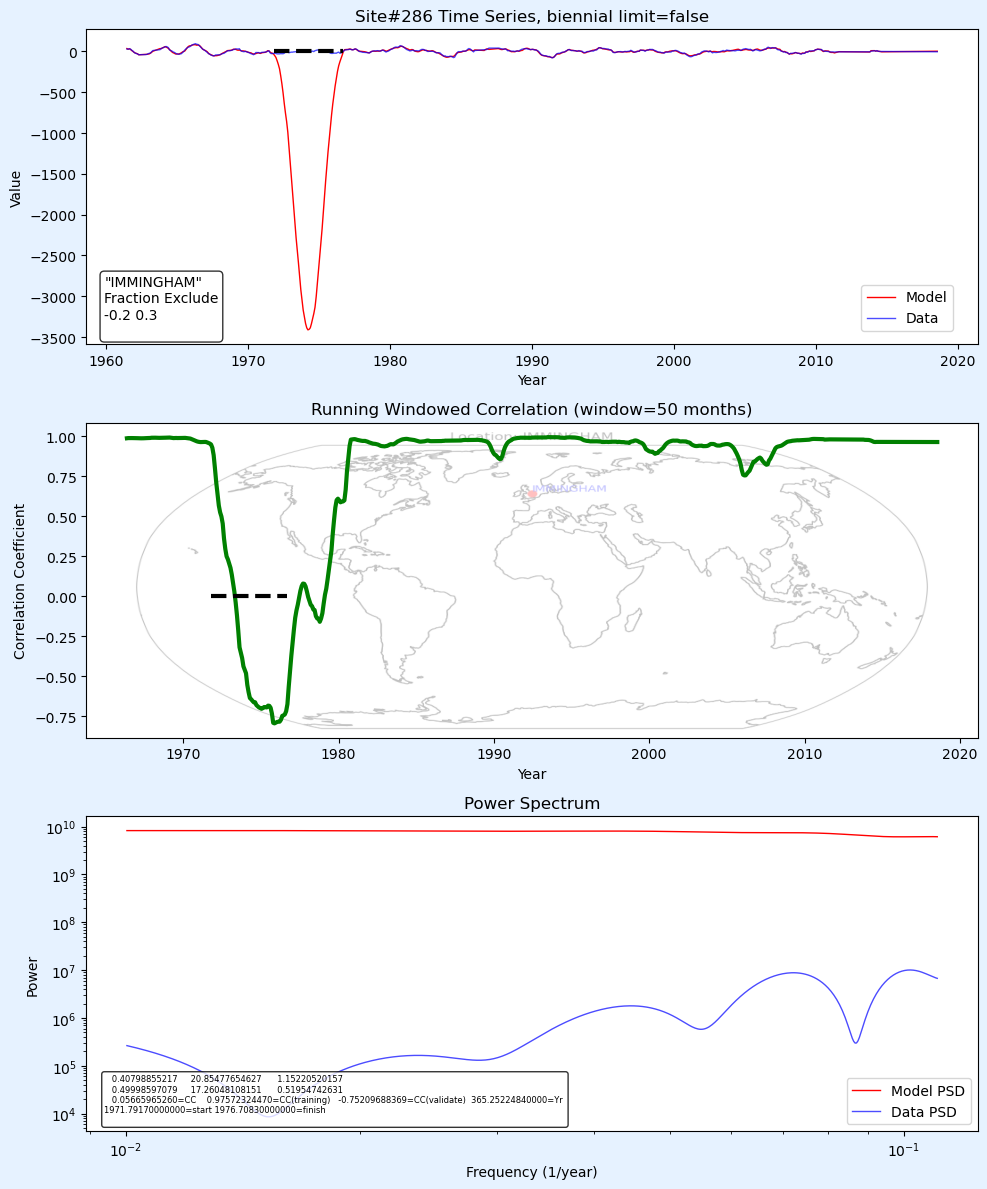 Site#286 Time Series, biennial limit=false
0
−500
−1000
−1500
−2000
−2500
−3000
−3500
Value
"IMMINGHAM"
Fraction Exclude
-0.2 0.3
Model
Data
1960
1970
1980
1990
2000
2010
2020
Year
Running Windowed Correlation (window=50 months)
Location: IMMINGHAM
IMMINGHAM
1.00
0.75
0.50
0.25
0.00
−0.25
−0.50
−0.75
Correlation Coefficient
1970
1980
1990
2000
2010
2020
Year
Power Spectrum
10^10
10^9
10^8
10^7
10^6
10^5
10^4
Power
0.40798855217 20.85477654627 1.15220520157
0.49998597079 17.26048108151 0.51954742631
0.05665965260=CC 0.97572324470=CC(training) -0.75209688369=CC(validate) 365.25224840000=Yr
1971.79170000000=start 1976.70830000000=finish
Model PSD
Data PSD
10^−2
10^−1
Frequency (1/year)